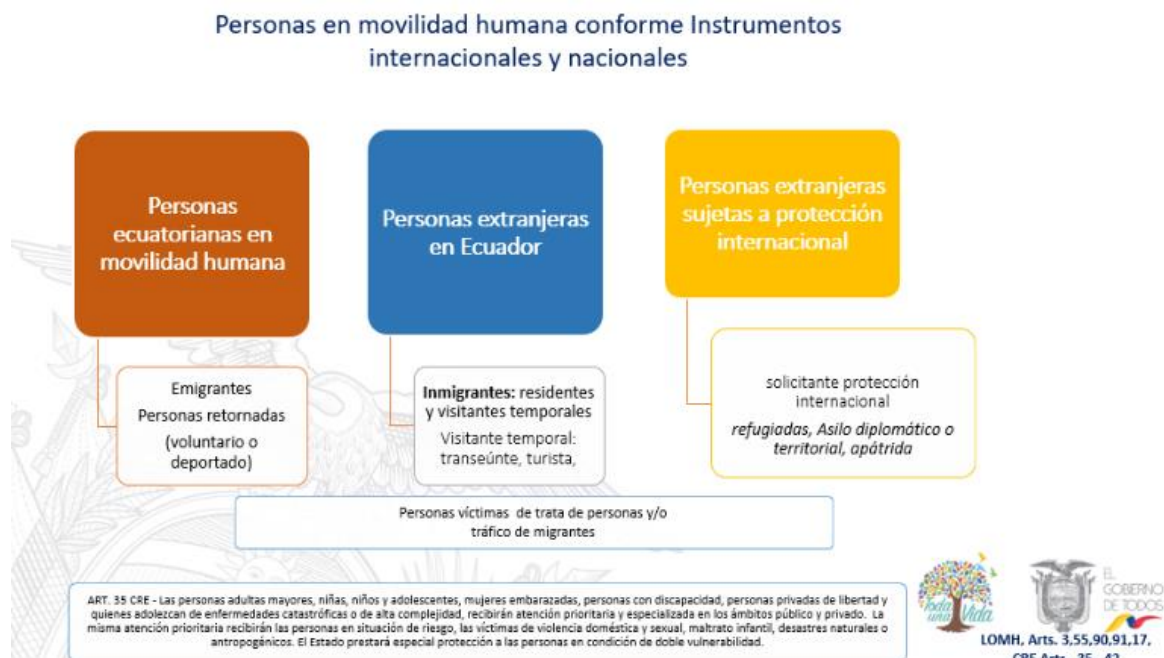 Personas en movilidad humana conforme Instrumentos
internacionales y nacionales
Personas
ecuatorianas en
movilidad humana
Emigrantes
Personas retornadas
(voluntario o
deportado)
Personas extranjeras
en Ecuador
Inmigrantes: residentes
y visitantes temporales
Visitante temporal:
transeúnte, turista,
Personas extranjeras
sujetas a protección
internacional
solicitante protección
internacional
refugiadas, Asilo diplomático o
territorial, apátrida
Personas víctimas de trata de personas y/o
tráfico de migrantes
ART. 35 CRE - Las personas adultas mayores, niñas, niños y adolescentes, mujeres embarazadas, personas con discapacidad, personas privadas de libertad y
quienes adolezcan de enfermedades catastróficas o de alta complejidad, recibirán atención prioritaria y especializada en los ámbitos público y privado. La
misma atención prioritaria recibirán las personas en situación de riesgo, las víctimas de violencia doméstica y sexual, maltrato infantil, desastres naturales o
antropogénicos. El Estado prestará especial protección a las personas en condición de doble vulnerabilidad.
Toda
una Vida
EL
GOBIERNO
DE TODOS
LOMH, Arts. 3,55,90,91,17,
CRE Arts. 35 - 42